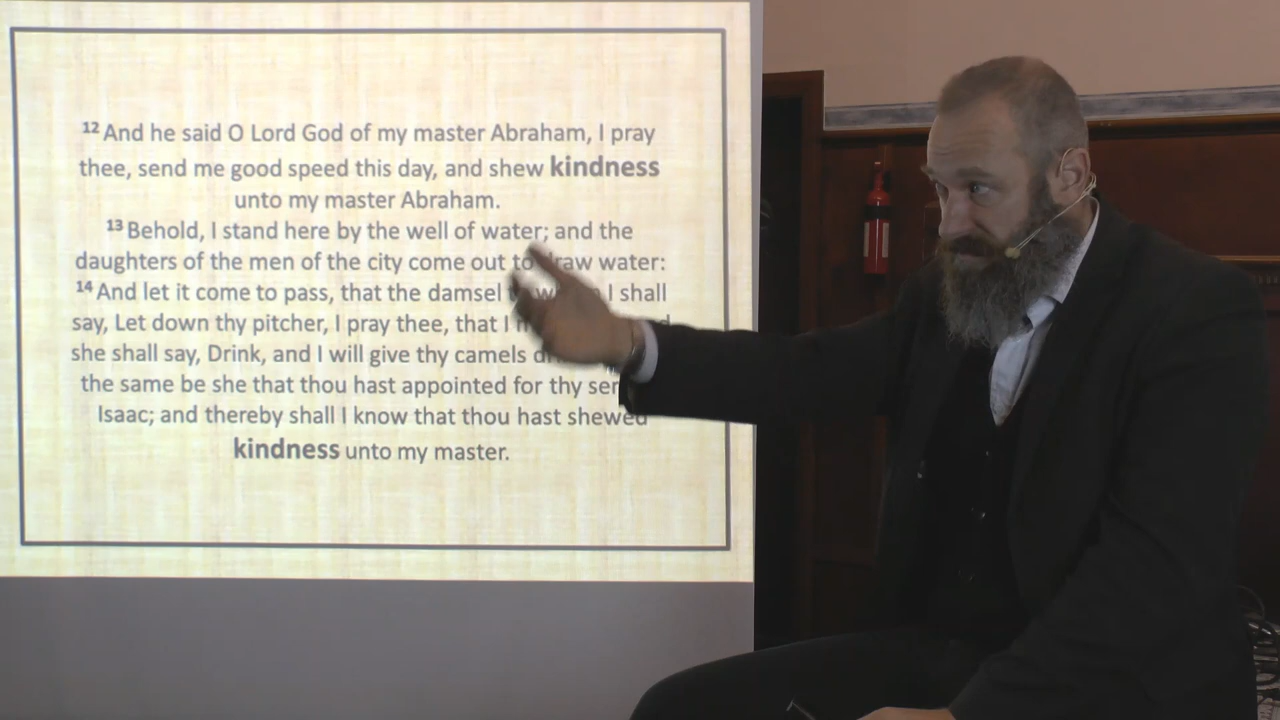 12 And he said O Lord God of my master Abraham, I pray
thee, send me good speed this day, and shew kindness
unto my master Abraham.
13 Behold, I stand here by the well of water; and the
daughters of the men of the city come out to draw water:
14 And let it come to pass, that the damsel I shall
say, Let down thy pitcher, I pray thee, that I
she shall say, Drink, and I will give thy camels
the same be she that thou hast appointed for thy
Isaac; and thereby shall I know that thou hast shewed
kindness unto my master.